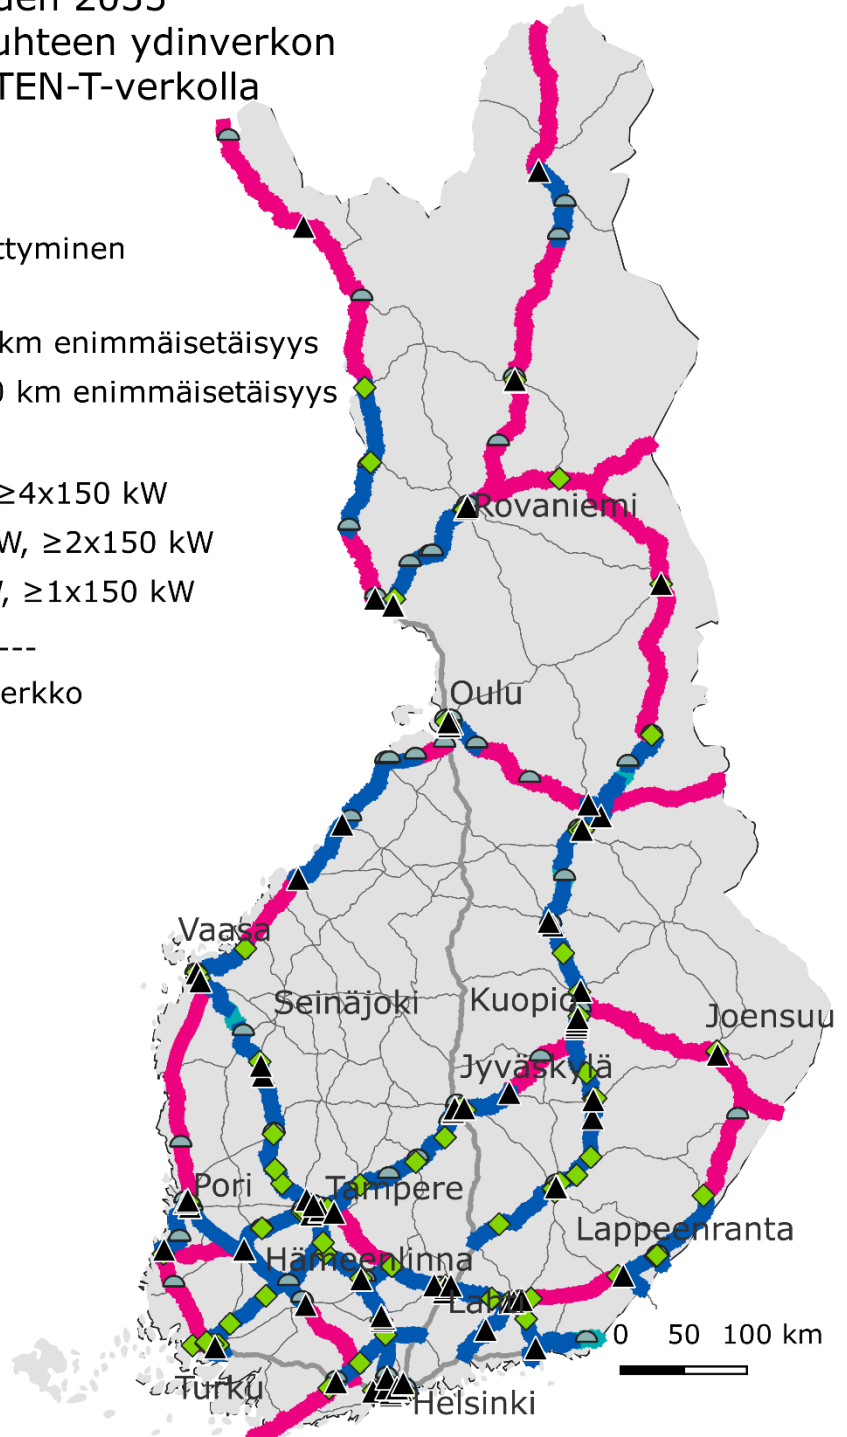 uhteen ydinverkon
TEN-T-verkolla
ttyminen
km enimmäisetäisyys
0 km enimmäisetäisyys
≥4x150 kW
W, ≥2x150 kW
, ≥1x150 kW
---
erkko
Rovaniemi
Oulu
Vaasa
Seinäjoki
Kuopio
Joensuu
Jyväskylä
Pori
Tampere
Lappeenranta
Hämeenlinna
Lahti
0 50 100 km
Turku
Helsinki